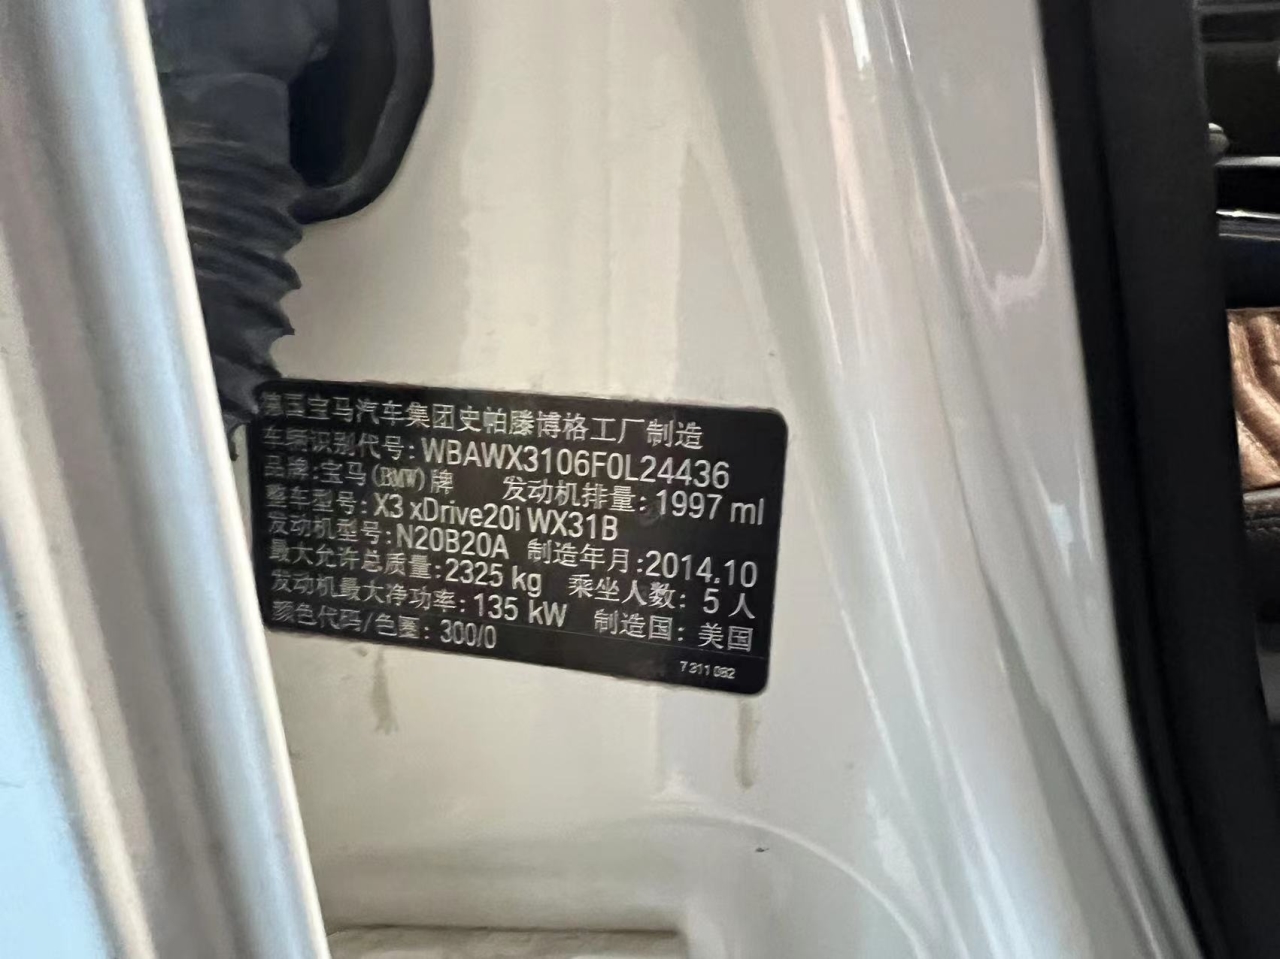 德国宝马汽车集团史帕滕博格工厂制造
车辆识别代号: WBAWX3106F0L24436
品牌: 宝马(BMW)牌 发动机排量: 1997 ml
整车型号: X3 xDrive20i WX31B
发动机型号: N20B20A 制造年月: 2014.10
最大允许总质量: 2325 kg 乘坐人数: 5 人
发动机最大净功率: 135 kW 制造国: 美国
颜色代码/色圈: 300/0
7311082